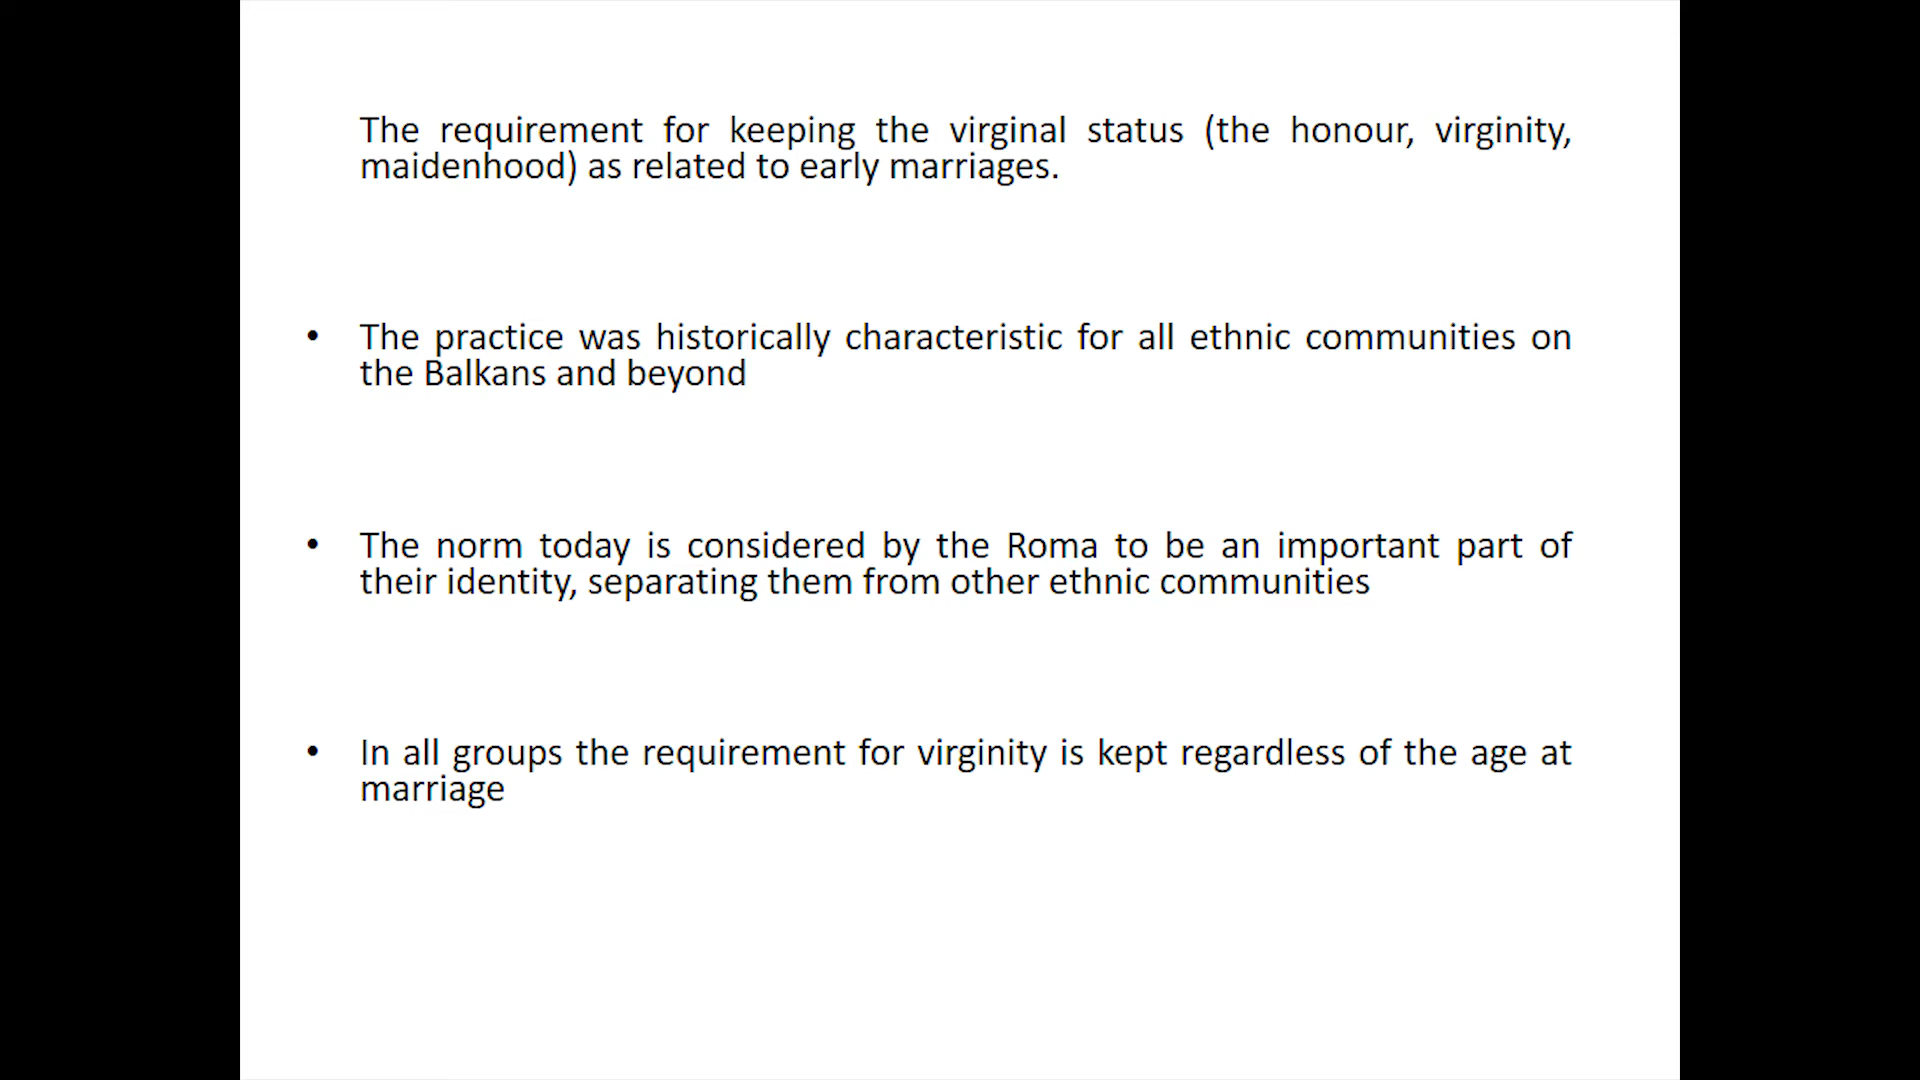 The requirement for keeping the virginal status (the honour, virginity,
maidenhood) as related to early marriages.
• The practice was historically characteristic for all ethnic communities on
the Balkans and beyond
• The norm today is considered by the Roma to be an important part of
their identity, separating them from other ethnic communities
• In all groups the requirement for virginity is kept regardless of the age at
marriage